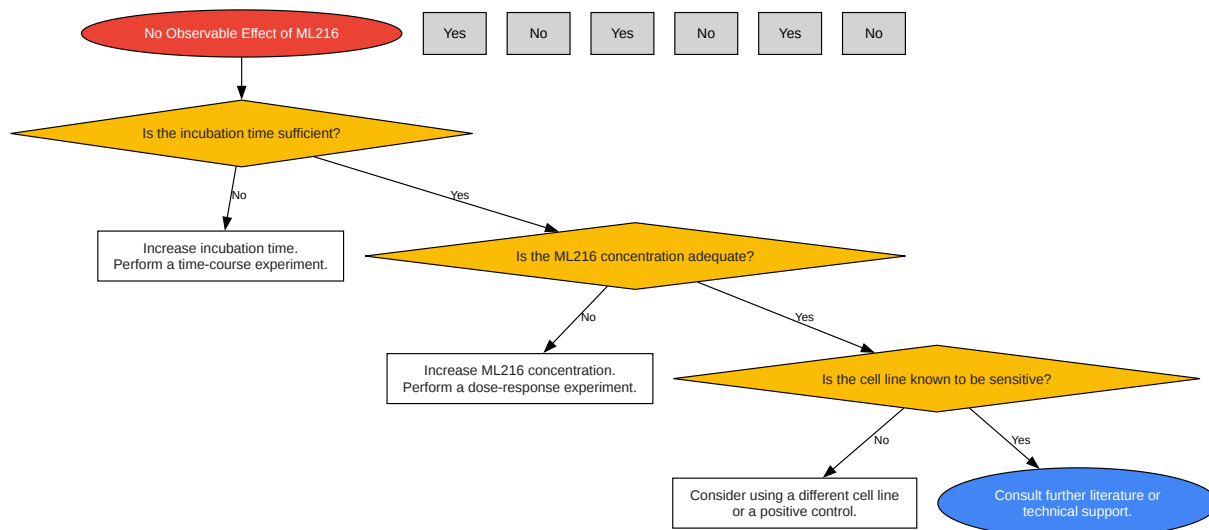 No Observable Effect of ML216
Yes
No
Yes
No
Yes
No
Is the incubation time sufficient?
No
Yes
Increase incubation time.
Perform a time-course experiment.
Is the ML216 concentration adequate?
No
Yes
Increase ML216 concentration.
Perform a dose-response experiment.
Is the cell line known to be sensitive?
No
Yes
Consider using a different cell line
or a positive control.
Consult further literature or
technical support.